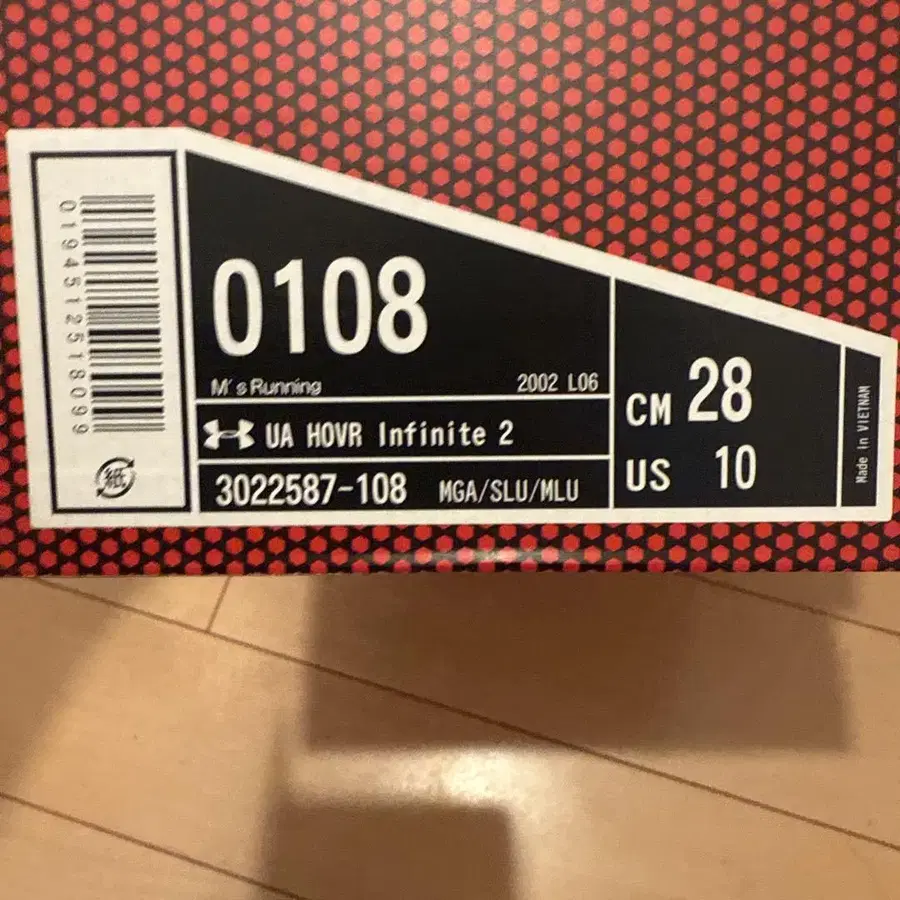 0194512518099
紙
0108
M's Running 2002 L06
UA HOVR Infinite 2
3022587-108 MGA/SLU/MLU
CM 28
US 10
Made in VIETNAM